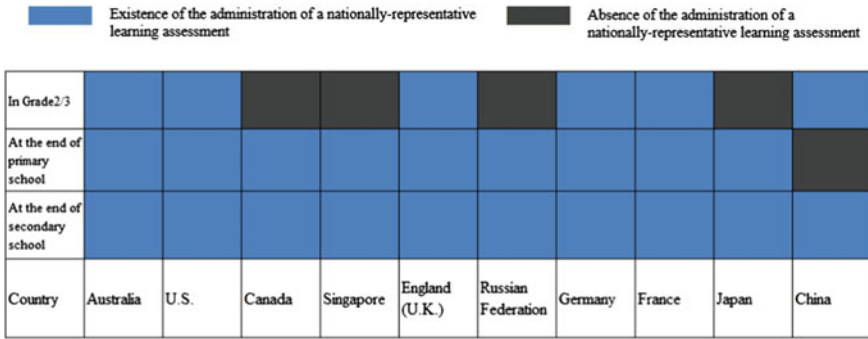 Existence of the administration of a nationally-representative
learning assessment
Absence of the administration of a
nationally-representative learning assessment
In Grade2/3
At the end of
primary
school
At the end of
secondary
school
Country
Australia
U.S.
Canada
Singapore
England
(U.K.)
Russian
Federation
Germany
France
Japan
China